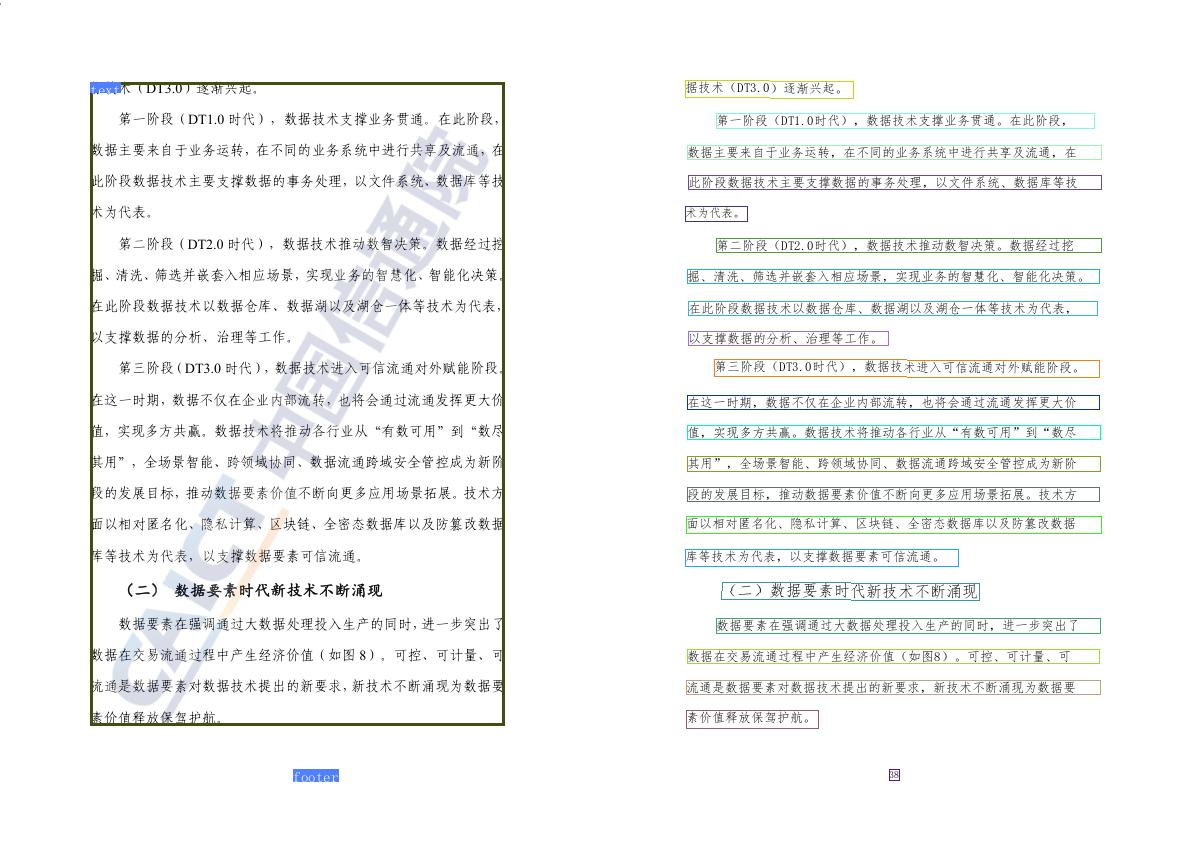 text术（DT3.0）逐渐兴起。
第一阶段（DT1.0 时代），数据技术支撑业务贯通。在此阶段，
数据主要来自于业务运转，在不同的业务系统中进行共享及流通，在
此阶段数据技术主要支撑数据的事务处理，以文件系统、数据库等技
术为代表。
第二阶段（DT2.0 时代），数据技术推动数智决策。数据经过挖
掘、清洗、筛选并嵌套入相应场景，实现业务的智慧化、智能化决策。
在此阶段数据技术以数据仓库、数据湖以及湖仓一体等技术为代表，
以支撑数据的分析、治理等工作。
第三阶段（DT3.0 时代），数据技术进入可信流通对外赋能阶段。
在这一时期，数据不仅在企业内部流转，也将会通过流通发挥更大价
值，实现多方共赢。数据技术将推动各行业从“有数可用”到“数尽
其用”，全场景智能、跨领域协同、数据流通跨域安全管控成为新阶
段的发展目标，推动数据要素价值不断向更多应用场景拓展。技术方
面以相对匿名化、隐私计算、区块链、全密态数据库以及防篡改数据
库等技术为代表，以支撑数据要素可信流通。
（二） 数据要素时代新技术不断涌现
数据要素在强调通过大数据处理投入生产的同时，进一步突出了
数据在交易流通过程中产生经济价值（如图 8）。可控、可计量、可
流通是数据要素对数据技术提出的新要求，新技术不断涌现为数据要
素价值释放保驾护航。
CAICT 中国信通院
footer
据技术（DT3.0）逐渐兴起。
第一阶段（DT1.0时代），数据技术支撑业务贯通。在此阶段，
数据主要来自于业务运转，在不同的业务系统中进行共享及流通，在
此阶段数据技术主要支撑数据的事务处理，以文件系统、数据库等技
术为代表。
第二阶段（DT2.0时代），数据技术推动数智决策。数据经过挖
掘、清洗、筛选并嵌套入相应场景，实现业务的智慧化、智能化决策。
在此阶段数据技术以数据仓库、数据湖以及湖仓一体等技术为代表，
以支撑数据的分析、治理等工作。
第三阶段（DT3.0时代），数据技术进入可信流通对外赋能阶段。
在这一时期，数据不仅在企业内部流转，也将会通过流通发挥更大价
值，实现多方共赢。数据技术将推动各行业从“有数可用”到“数尽
其用”，全场景智能、跨领域协同、数据流通跨域安全管控成为新阶
段的发展目标，推动数据要素价值不断向更多应用场景拓展。技术方
面以相对匿名化、隐私计算、区块链、全密态数据库以及防篡改数据
库等技术为代表，以支撑数据要素可信流通。
（二）数据要素时代新技术不断涌现
数据要素在强调通过大数据处理投入生产的同时，进一步突出了
数据在交易流通过程中产生经济价值（如图8）。可控、可计量、可
流通是数据要素对数据技术提出的新要求，新技术不断涌现为数据要
素价值释放保驾护航。
38